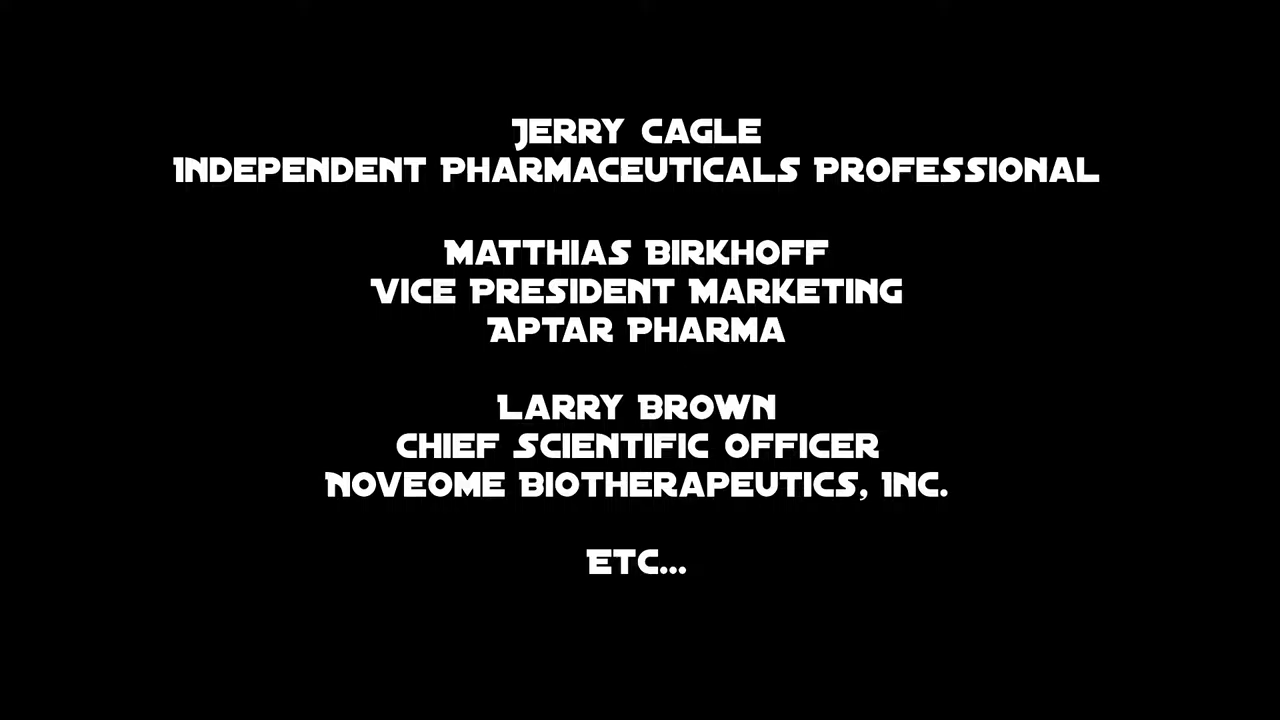 Jerry Cagle
Independent Pharmaceuticals Professional
Matthias Birkhoff
Vice President Marketing
Aptar Pharma
Larry Brown
Chief Scientific Officer
Noveome Biotherapeutics, Inc.
Etc...